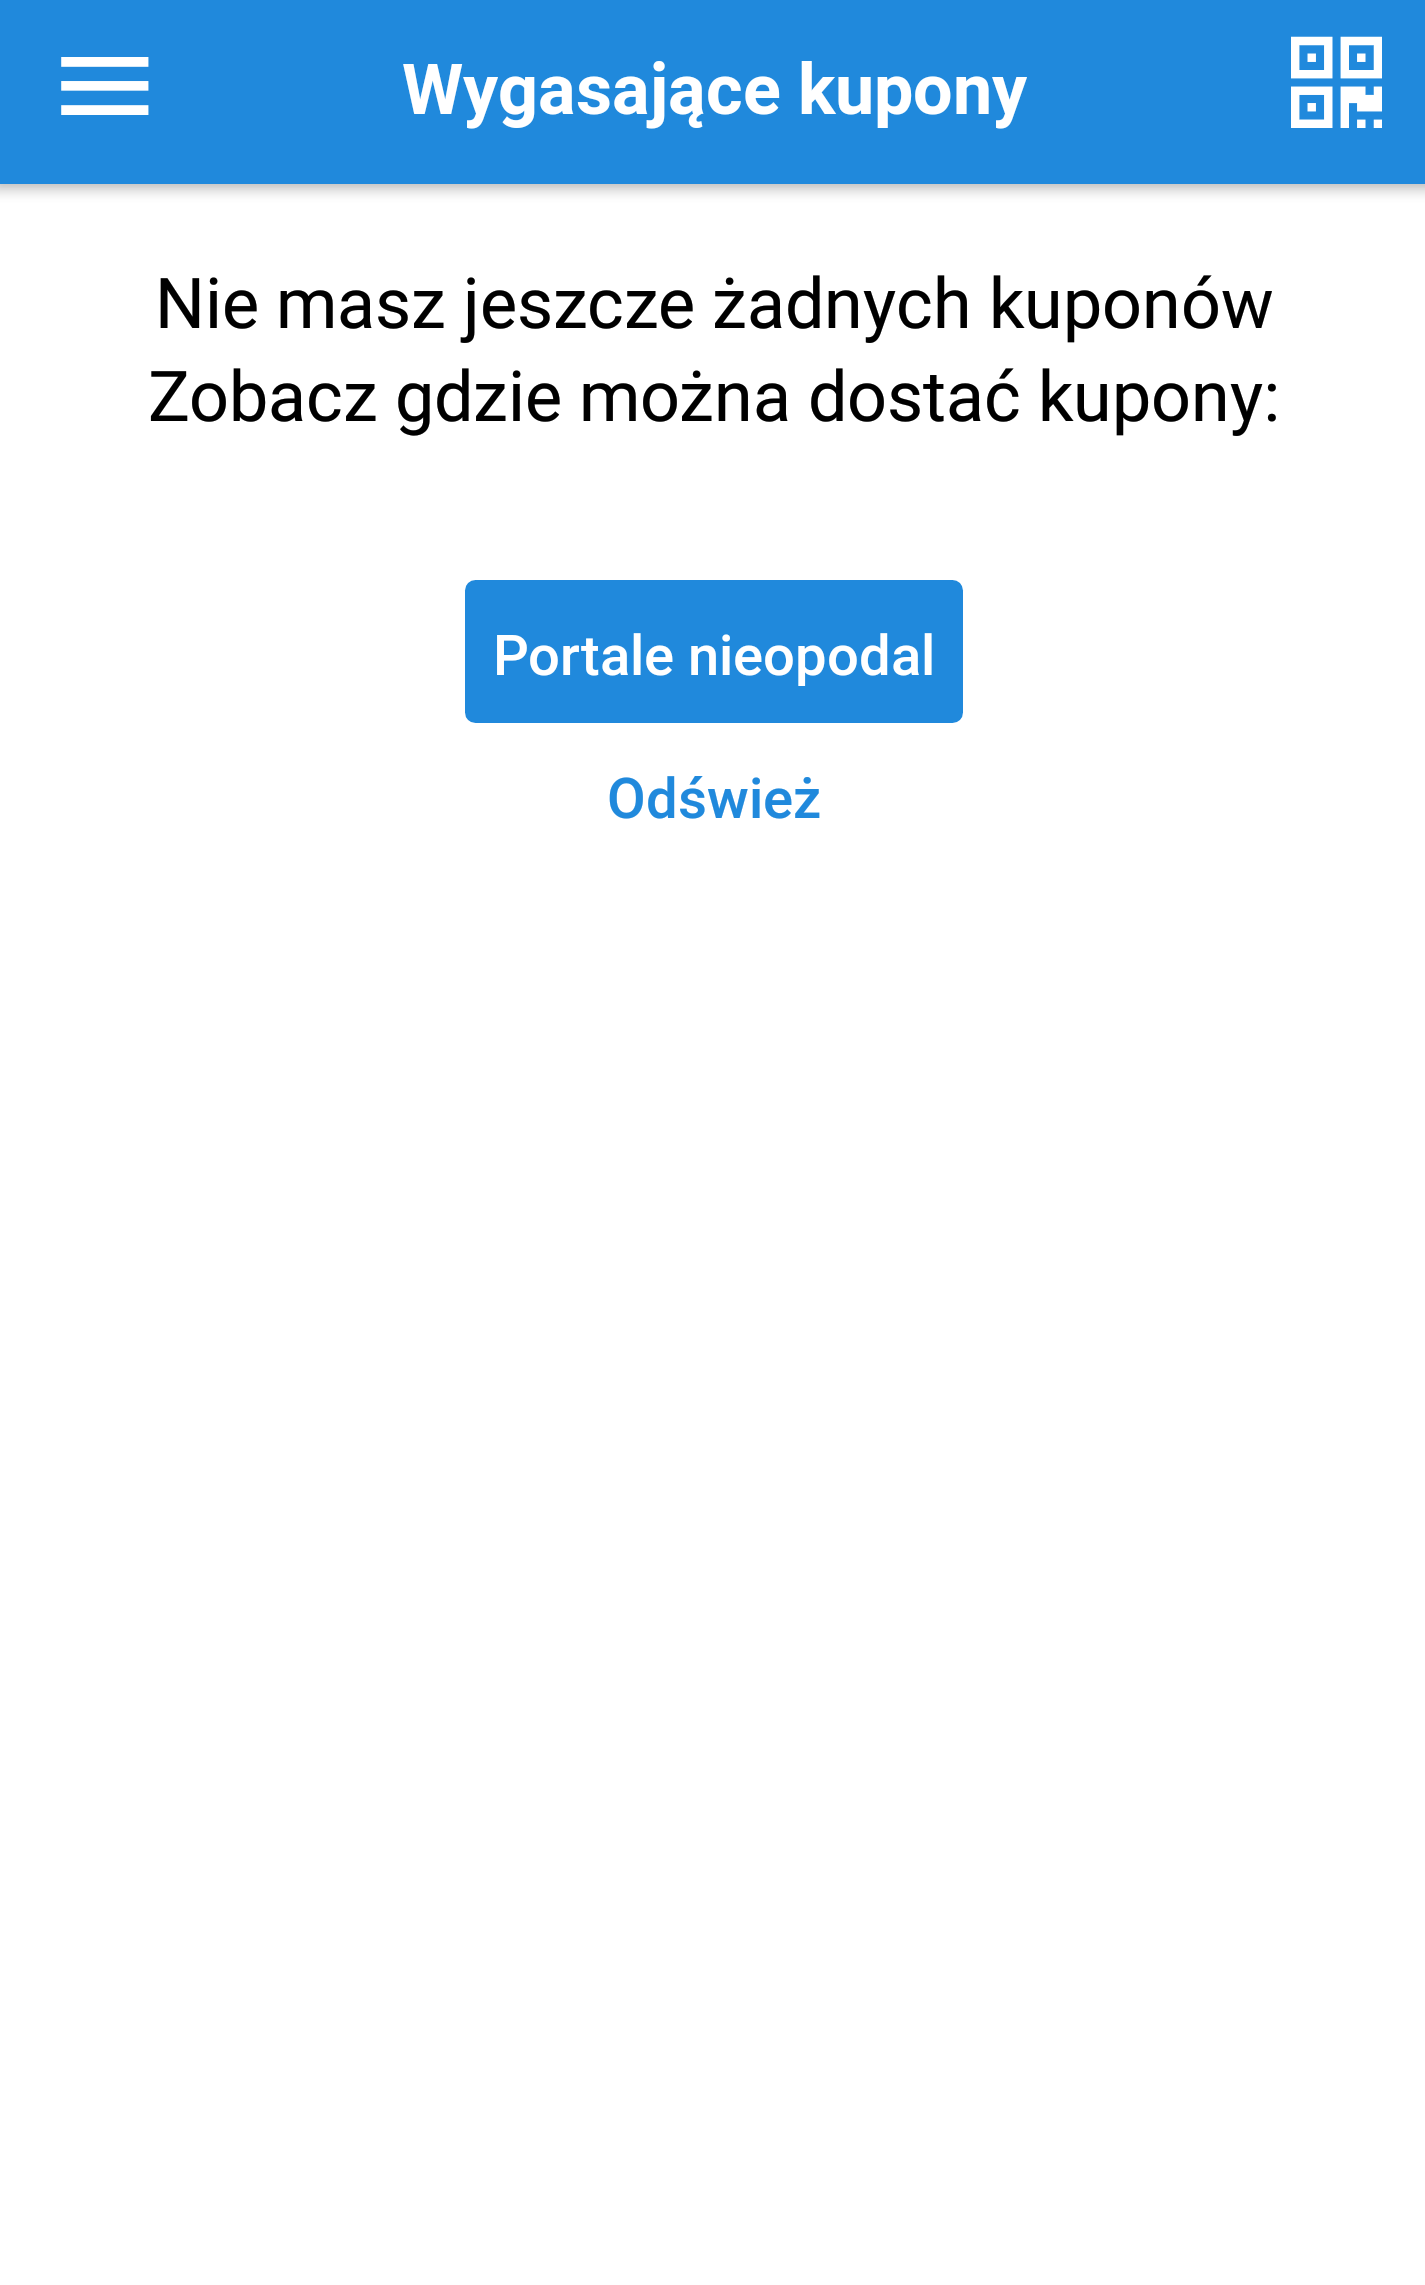 Wygasające kupony
Nie masz jeszcze żadnych kuponów
Zobacz gdzie można dostać kupony:
Portale nieopodal
Odśwież